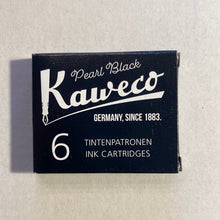 Pearl Black
Kaweco
GERMANY, SINCE 1883.
6
TINTENPATRONEN
INK CARTRIDGES